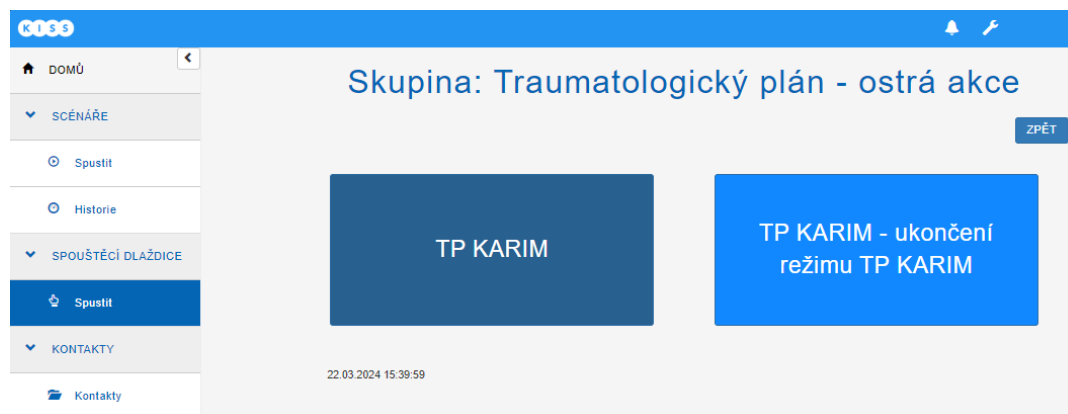 KISS
DOMŮ
SCÉNÁŘE
Spustit
Historie
SPOUŠTĚCÍ DLAŽDICE
Spustit
KONTAKTY
Kontakty
Skupina: Traumatologický plán - ostrá akce
ZPĚT
TP KARIM
TP KARIM - ukončení
režimu TP KARIM
22.03.2024 15:39:59